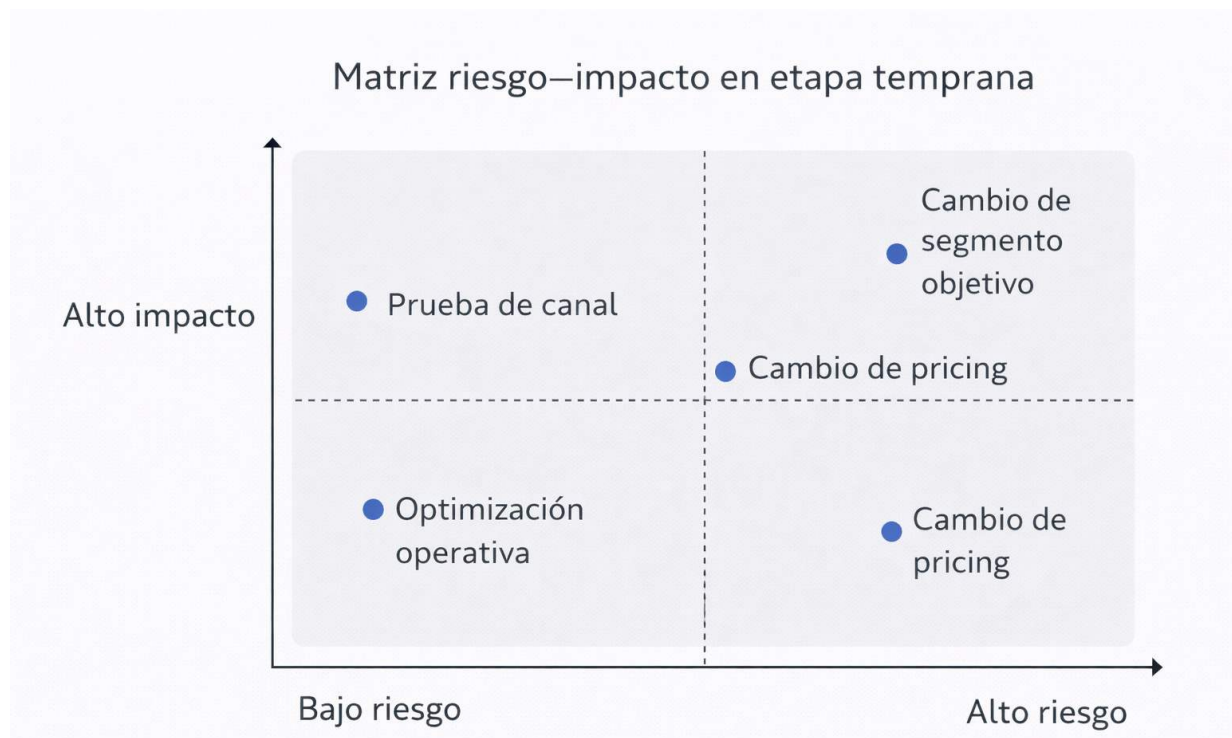 Matriz riesgo—impacto en etapa temprana
Cambio de
segmento
objetivo
Alto impacto
Prueba de canal
Cambio de pricing
Optimización
operativa
Cambio de
pricing
Bajo riesgo
Alto riesgo